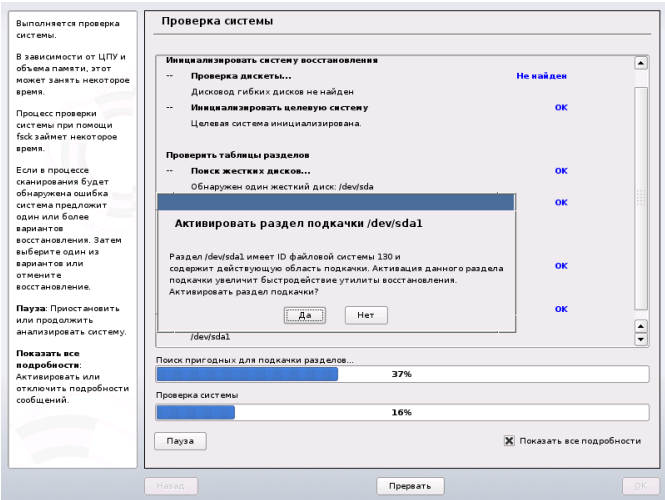 Выполняется проверка
системы.
В зависимости от ЦПУ и
объема памяти, этот
может занять некоторое
время.
Процесс проверки
системы при помощи
fsck займет некоторое
время.
Если в процессе
сканирования будет
обнаружена ошибка
система предложит
один или более
вариантов
восстановления. Затем
выберите один из
вариантов или
отмените
восстановление.
Пауза: Приостановить
или продолжить
анализировать систему.
Показать все
подробности:
Активировать или
отключить подробности
сообщений.
Проверка системы
Инициализировать систему восстановления
-- Проверка дискеты... Не найден
Дисковод гибких дисков не найден
-- Инициализировать целевую систему OK
Целевая система инициализирована.
Проверить таблицы разделов
-- Поиск жестких дисков... OK
Обнаружен один жесткий диск: /dev/sda
OK
Активировать раздел подкачки /dev/sda1
Раздел /dev/sda1 имеет ID файловой системы 130 и
содержит действующую область подкачки. Активация данного раздела
подкачки увеличит быстродействие утилиты восстановления.
Активировать раздел подкачки?
Да Нет
OK
OK
/dev/sda1
Поиск пригодных для подкачки разделов...
37%
Проверка системы
16%
Пауза Показать все подробности
Назад Прервать OK